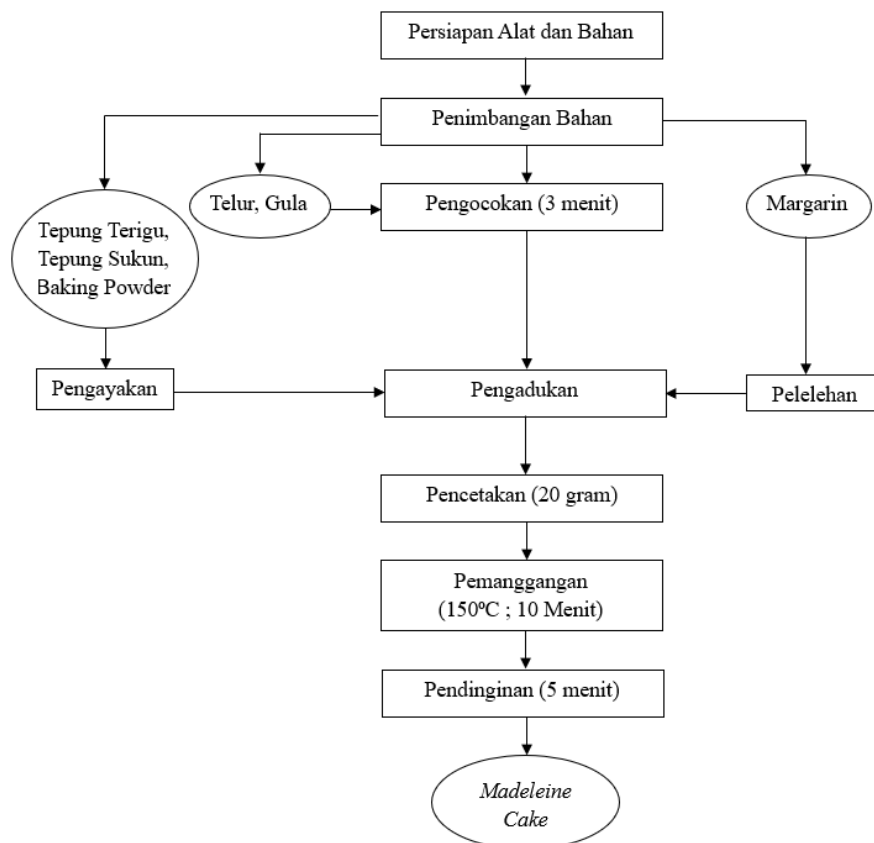 Persiapan Alat dan Bahan
Penimbangan Bahan
Telur, Gula
Pengocokan (3 menit)
Margarin
Tepung Terigu,
Tepung Sukun,
Baking Powder
Pengayakan
Pengadukan
Pelelehan
Pencetakan (20 gram)
Pemanggangan
(150ºC ; 10 Menit)
Pendinginan (5 menit)
Madeleine
Cake